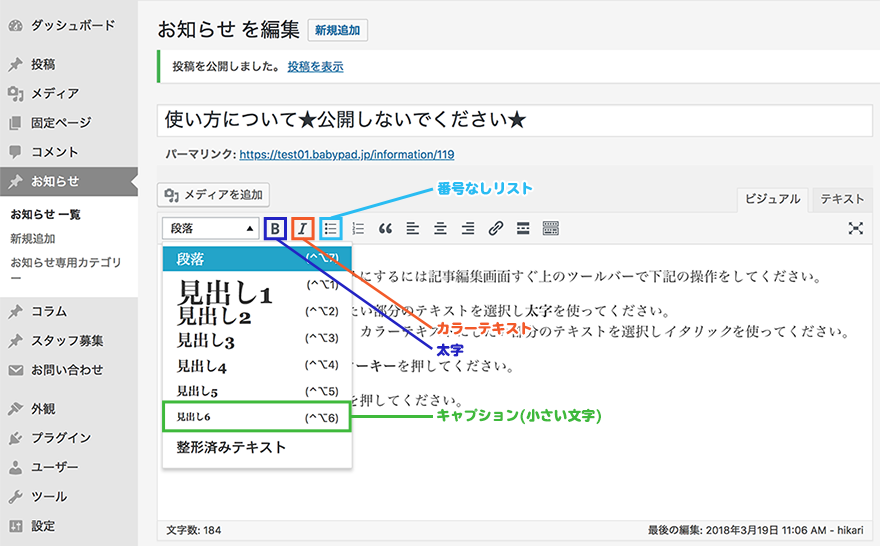 ダッシュボード
投稿
メディア
固定ページ
コメント
お知らせ
お知らせ 一覧
新規追加
お知らせ専用カテゴリ
ー
コラム
スタッフ募集
お問い合わせ
外観
プラグイン
ユーザー
ツール
設定
お知らせ を編集 新規追加
投稿を公開しました。 投稿を表示
使い方について★公開しないでください★
パーマリンク: https://test01.babypad.jp/information/119
メディアを追加
番号なしリスト
ビジュアル テキスト
段落 B I
段落 (^⌥7)
見出し1 (^⌥1)
見出し2 (^⌥2)
見出し3 (^⌥3)
見出し4 (^⌥4)
見出し5 (^⌥5)
見出し6 (^⌥6)
整形済みテキスト
にするには記事編集画面すぐ上のツールバーで下記の操作をしてください。
たい部分のテキストを選択し太字を使ってください。
カラーテキストにしたい部分のテキストを選択しイタリックを使ってください。
ーキーを押してください。
を押してください。
カラーテキスト
太字
キャプション(小さい文字)
文字数: 184
最後の編集: 2018年3月19日 11:06 AM - hikari